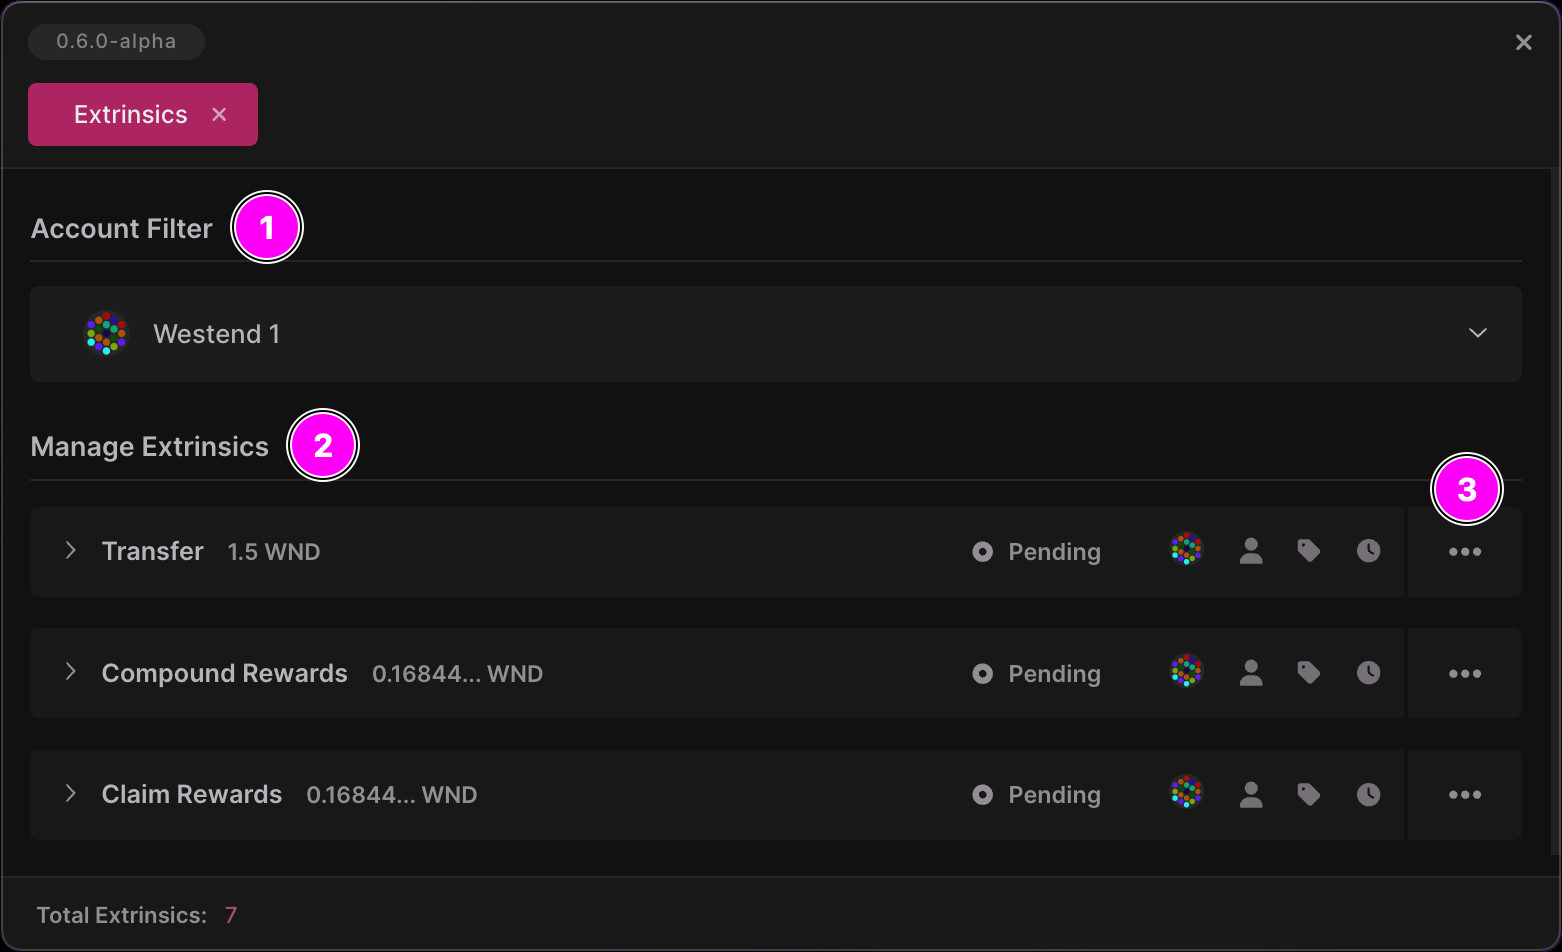 0.6.0-alpha
Extrinsics
Account Filter 1
Westend 1
Manage Extrinsics 2
3
Transfer 1.5 WND Pending
Compound Rewards 0.16844... WND Pending
Claim Rewards 0.16844... WND Pending
Total Extrinsics: 7